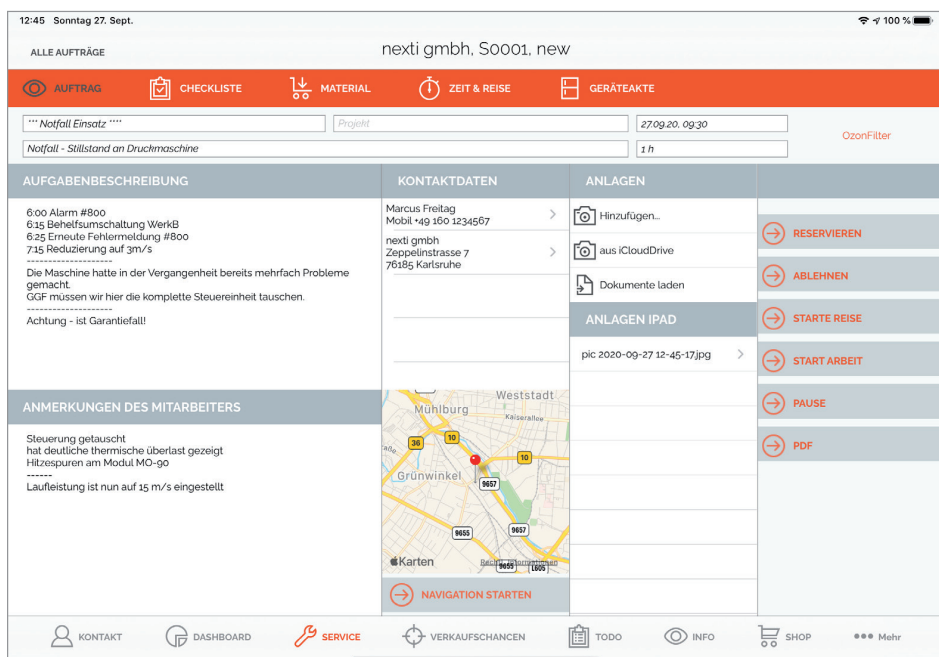 12:45 Sonntag 27. Sept.
100 %
ALLE AUFTRÄGE
nexti gmbh, S0001, new
AUFTRAG
CHECKLISTE
MATERIAL
ZEIT & REISE
GERÄTEAKTE
*** Notfall Einsatz ****
Projekt
27.09.20, 09:30
OzonFilter
Notfall - Stillstand an Druckmaschine
1 h
AUFGABENBESCHREIBUNG
6:00 Alarm #800
6:15 Behelfsumschaltung WerkB
6:25 Erneute Fehlermeldung #800
7:15 Reduzierung auf 3m/s
--------------------
Die Maschine hatte in der Vergangenheit bereits mehrfach Probleme
gemacht.
GGF müssen wir hier die komplette Steuereinheit tauschen.
--------------------
Achtung - ist Garantiefall!
ANMERKUNGEN DES MITARBEITERS
Steuerung getauscht
hat deutliche thermische überlast gezeigt
Hitzespuren am Modul MO-90
------
Laufleistung ist nun auf 15 m/s eingestellt
KONTAKTDATEN
Marcus Freitag
Mobil +49 160 1234567
nexti gmbh
Zeppelinstrasse 7
76185 Karlsruhe
Weststadt
Mühlburg
Kaiserallee
36
10
10
Grünwinkel
9657
9655
9657
Karten
Rechtl. Informationen
9655
L605
NAVIGATION STARTEN
ANLAGEN
Hinzufügen...
aus iCloudDrive
Dokumente laden
ANLAGEN IPAD
pic 2020-09-27 12-45-17.jpg
RESERVIEREN
ABLEHNEN
STARTE REISE
START ARBEIT
PAUSE
PDF
KONTAKT
DASHBOARD
SERVICE
VERKAUFSCHANCEN
TODO
INFO
SHOP
Mehr